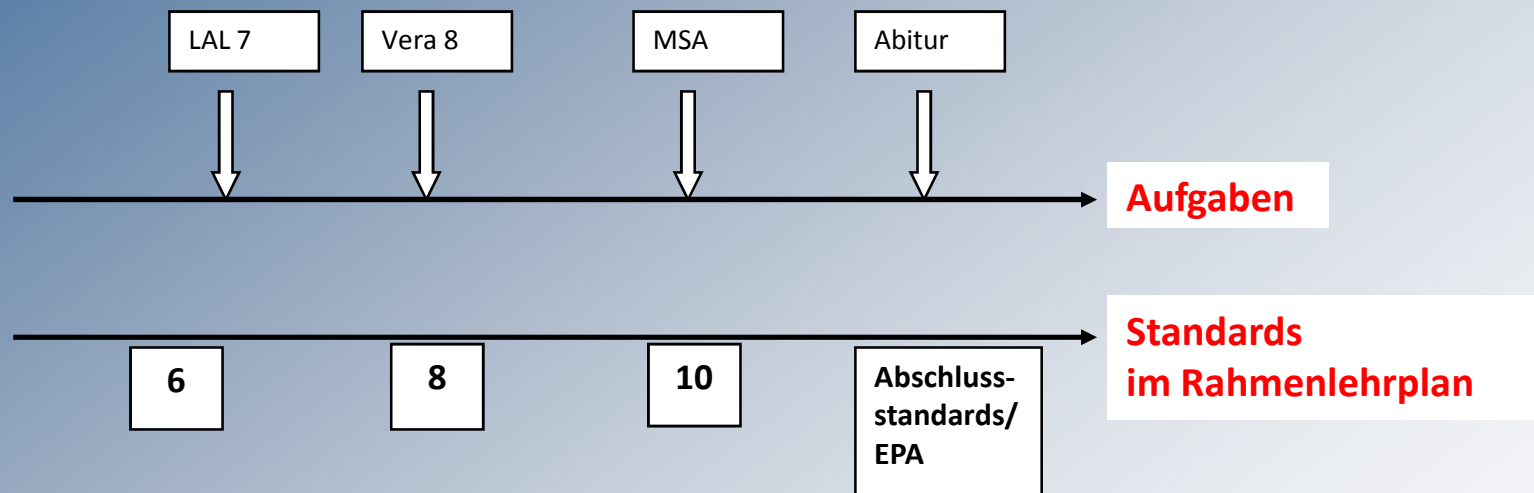 LAL 7
Vera 8
MSA
Abitur
Aufgaben
Standards
im Rahmenlehrplan
6
8
10
Abschluss-
standards/
EPA